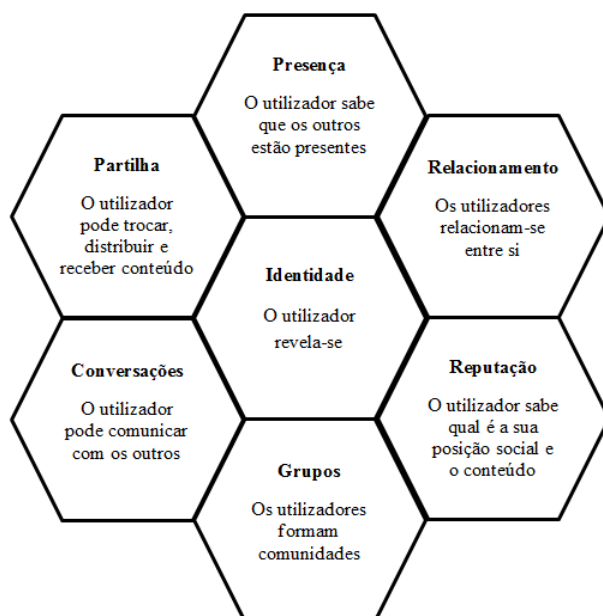 Presença
O utilizador sabe
que os outros
estão presentes
Partilha
O utilizador
pode trocar,
distribuir e
receber conteúdo
Relacionamento
Os utilizadores
relacionam-se
entre si
Identidade
O utilizador
revela-se
Conversações
O utilizador
pode comunicar
com os outros
Reputação
O utilizador sabe
qual é a sua
posição social e
o conteúdo
Grupos
Os utilizadores
formam
comunidades